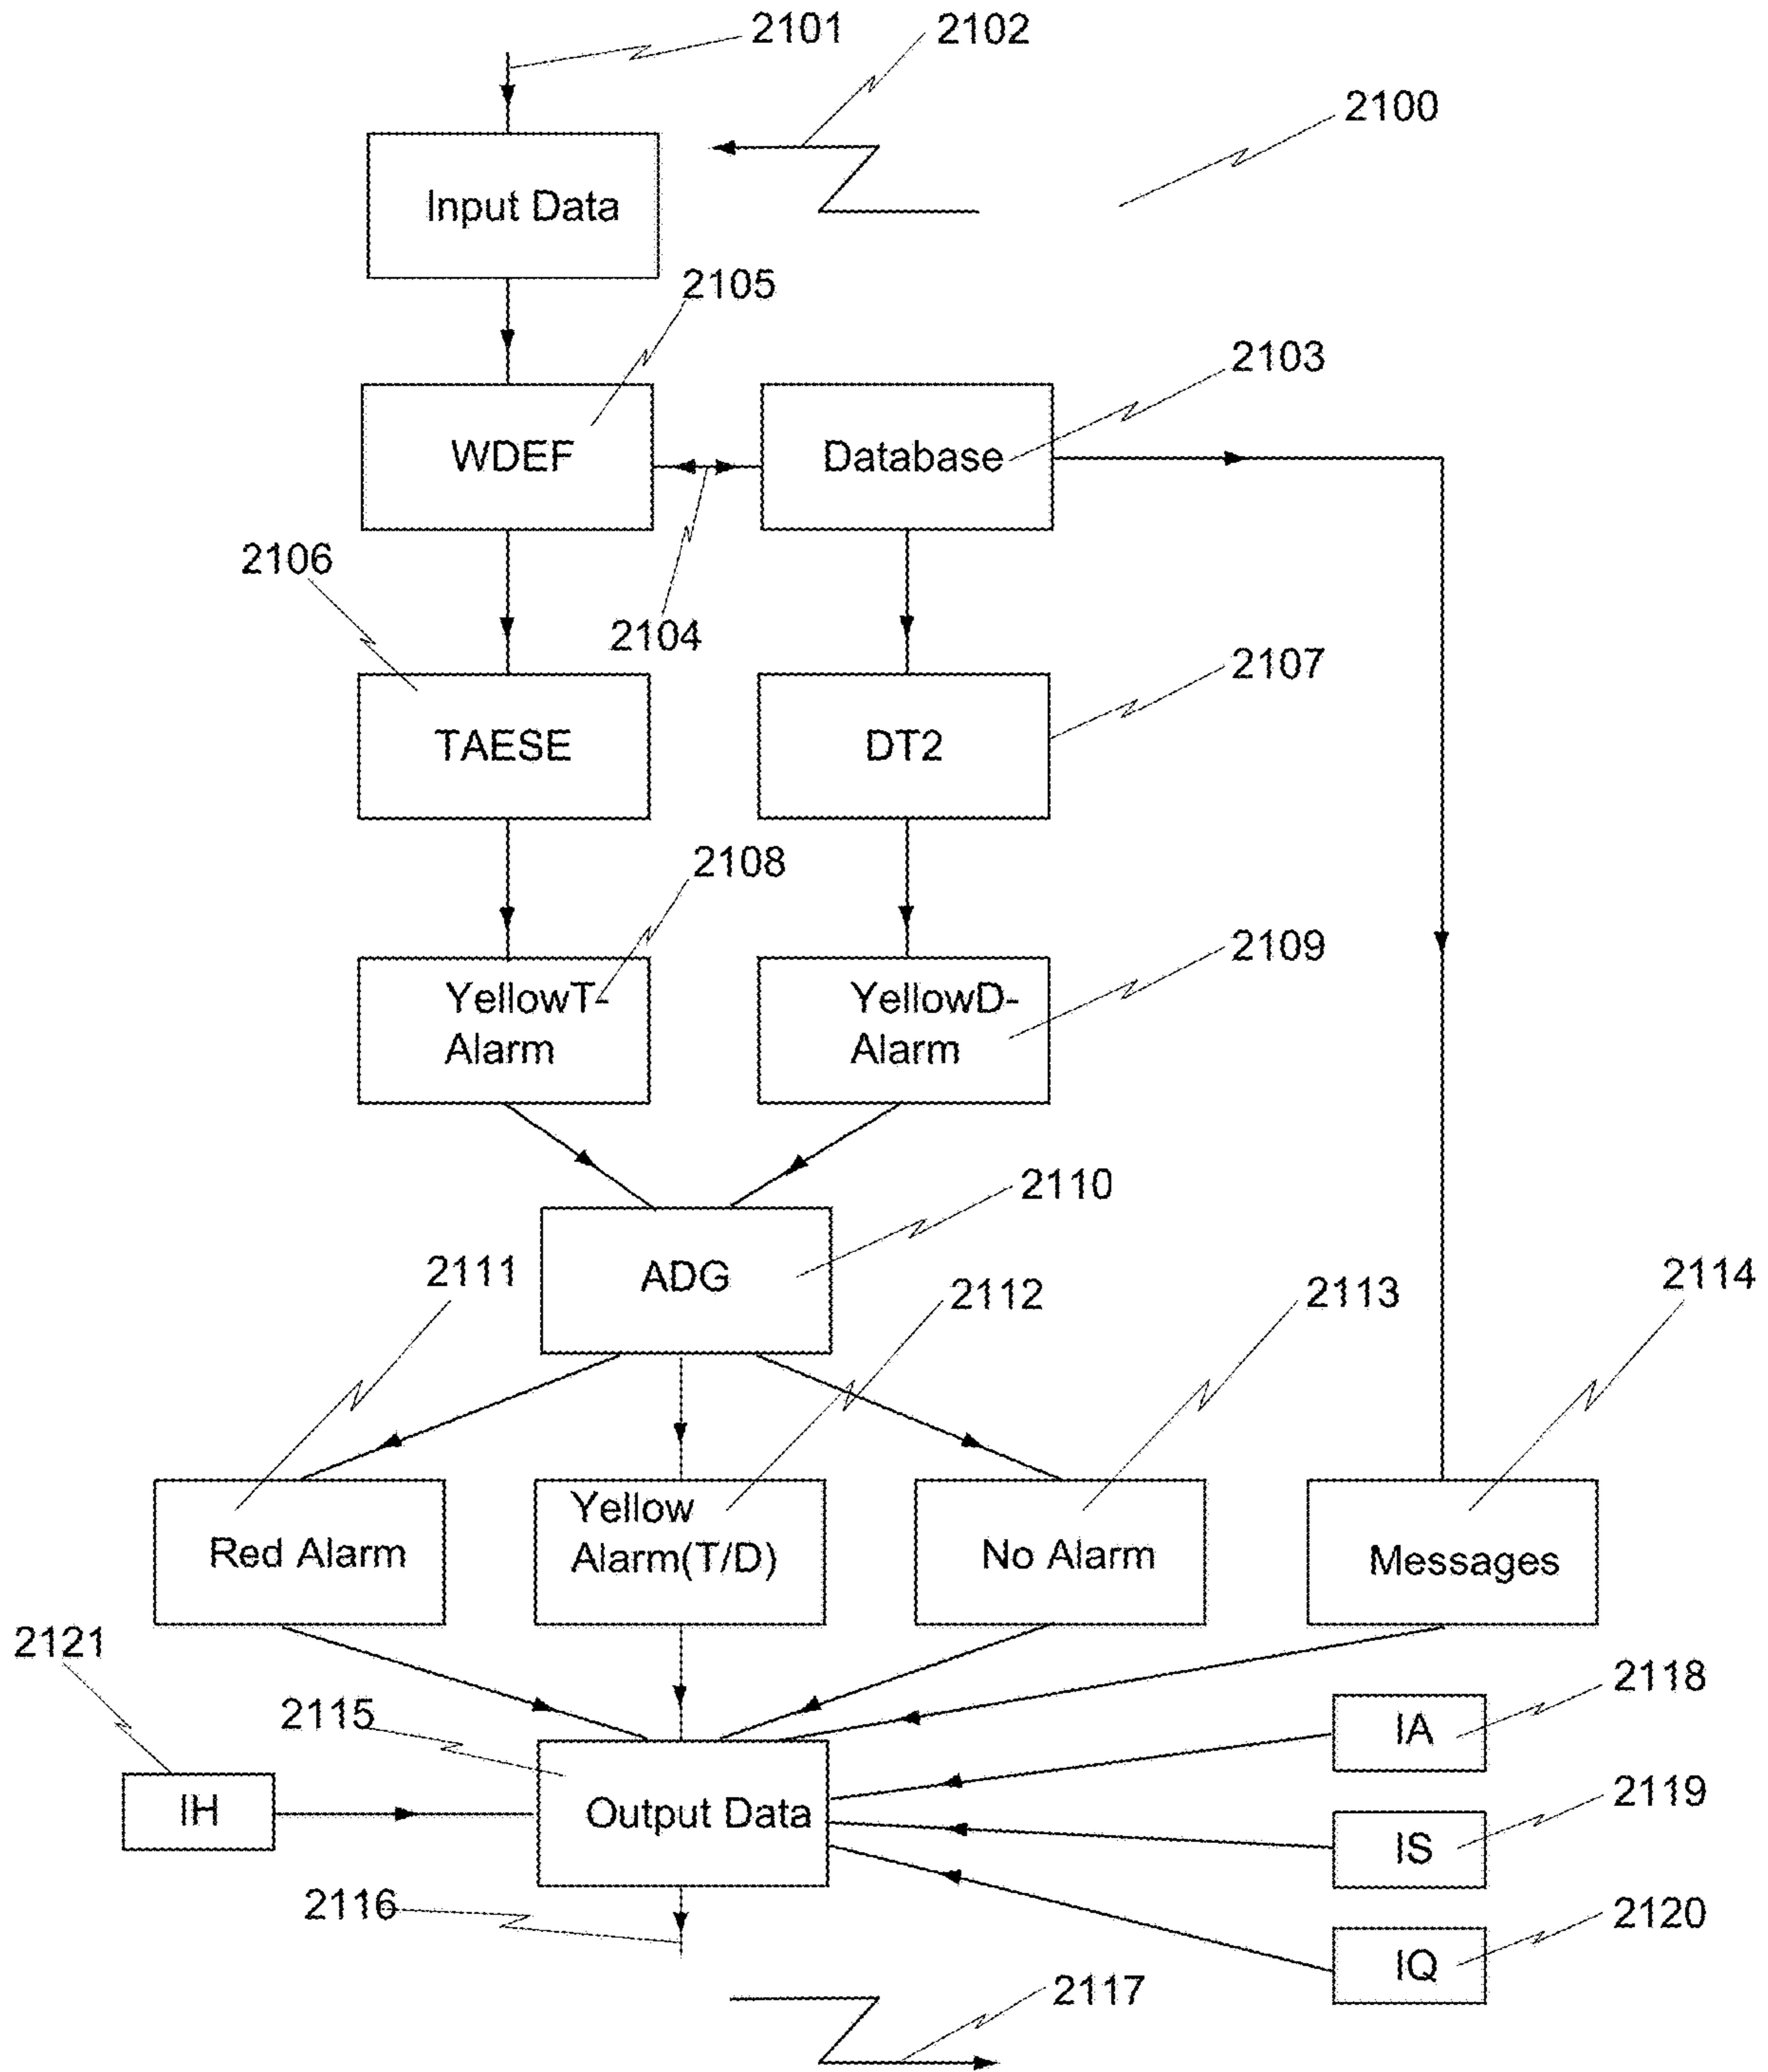 2101
2102
2100
Input Data
2105
2103
WDEF
Database
2106
2104
2107
TAESE
DT2
2108
2109
YellowT-
Alarm
YellowD-
Alarm
2110
ADG
2111
2112
2113
2114
Red Alarm
Yellow
Alarm(T/D)
No Alarm
Messages
2121
2115
2118
IA
IH
Output Data
2119
IS
2116
2120
IQ
2117